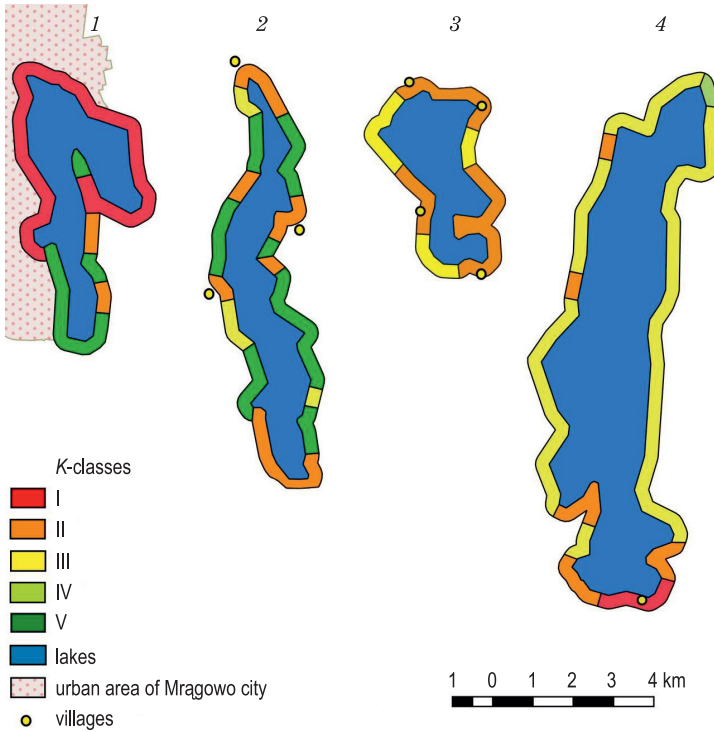 1 2 3 4
K-classes
I
II
III
IV
V
lakes
urban area of Mrągowo city
villages
1 0 1 2 3 4 km